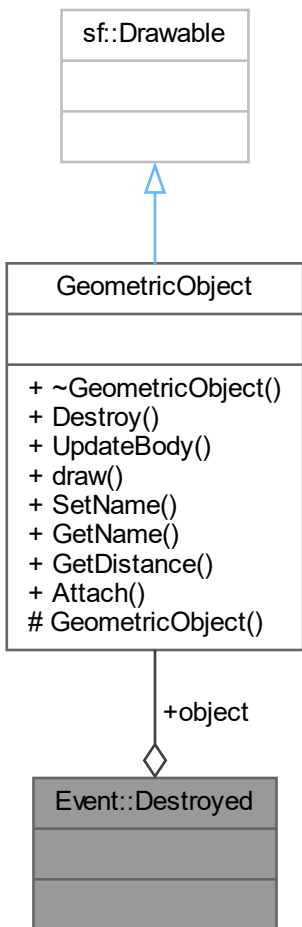 sf::Drawable
GeometricObject
+ ~GeometricObject()
+ Destroy()
+ UpdateBody()
+ draw()
+ SetName()
+ GetName()
+ GetDistance()
+ Attach()
# GeometricObject()
+object
Event::Destroyed